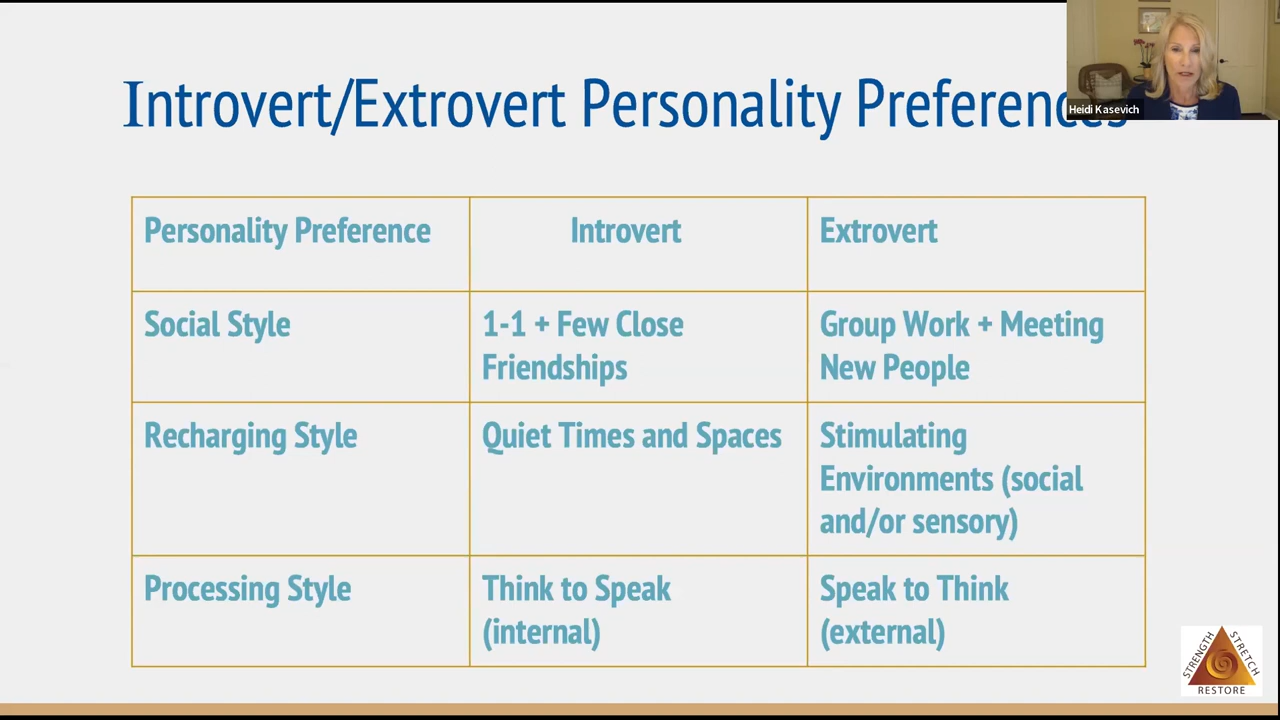 Introvert/Extrovert Personality Preferences
Heidi Kasevich
Personality Preference
Introvert
Extrovert
Social Style
1-1 + Few Close
Friendships
Group Work + Meeting
New People
Recharging Style
Quiet Times and Spaces
Stimulating
Environments (social
and/or sensory)
Processing Style
Think to Speak
(internal)
Speak to Think
(external)
STRENGTH
STRETCH
RESTORE